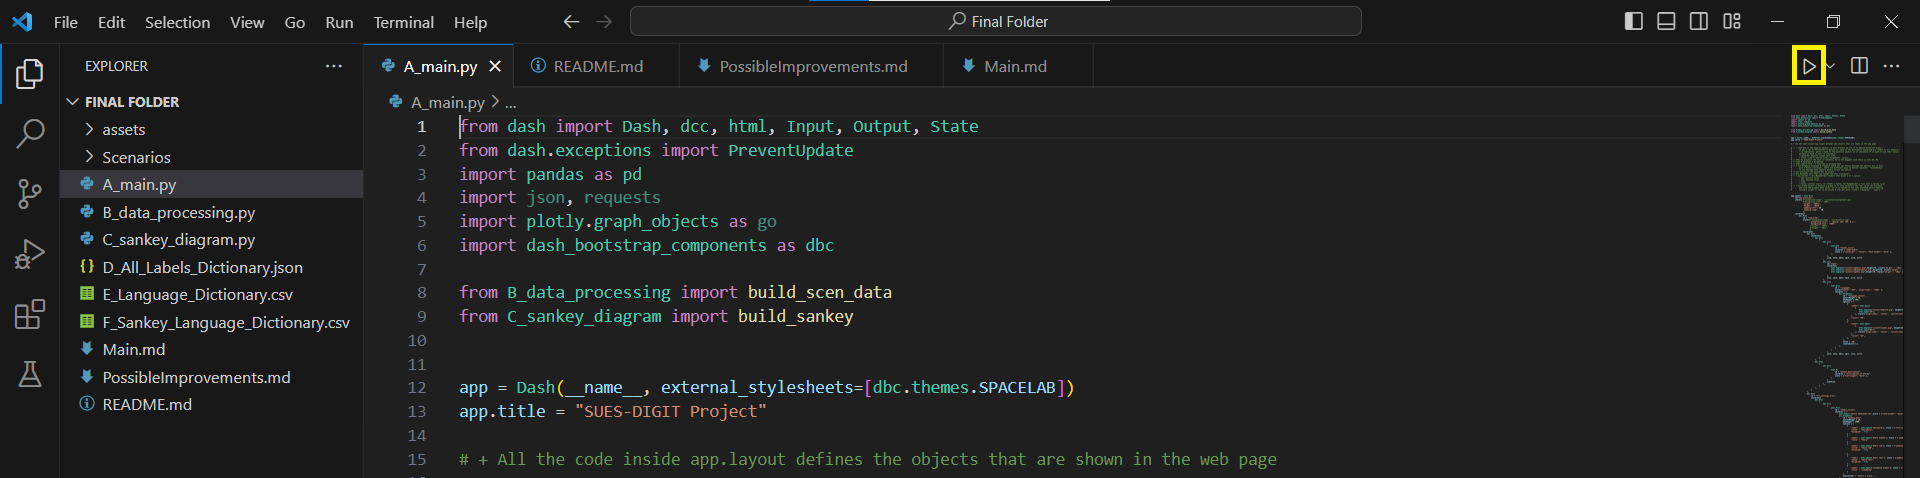 File Edit Selection View Go Run Terminal Help
Final Folder
EXPLORER
FINAL FOLDER
assets
Scenarios
A_main.py
B_data_processing.py
C_sankey_diagram.py
D_All_Labels_Dictionary.json
E_Language_Dictionary.csv
F_Sankey_Language_Dictionary.csv
Main.md
PossibleImprovements.md
README.md
A_main.py README.md PossibleImprovements.md Main.md
A_main.py > ...
1 from dash import Dash, dcc, html, Input, Output, State
2 from dash.exceptions import PreventUpdate
3 import pandas as pd
4 import json, requests
5 import plotly.graph_objects as go
6 import dash_bootstrap_components as dbc
7
8 from B_data_processing import build_scen_data
9 from C_sankey_diagram import build_sankey
10
11
12 app = Dash(__name__, external_stylesheets=[dbc.themes.SPACELAB])
13 app.title = "SUES-DIGIT Project"
14
15 # + All the code inside app.layout defines the objects that are shown in the web page